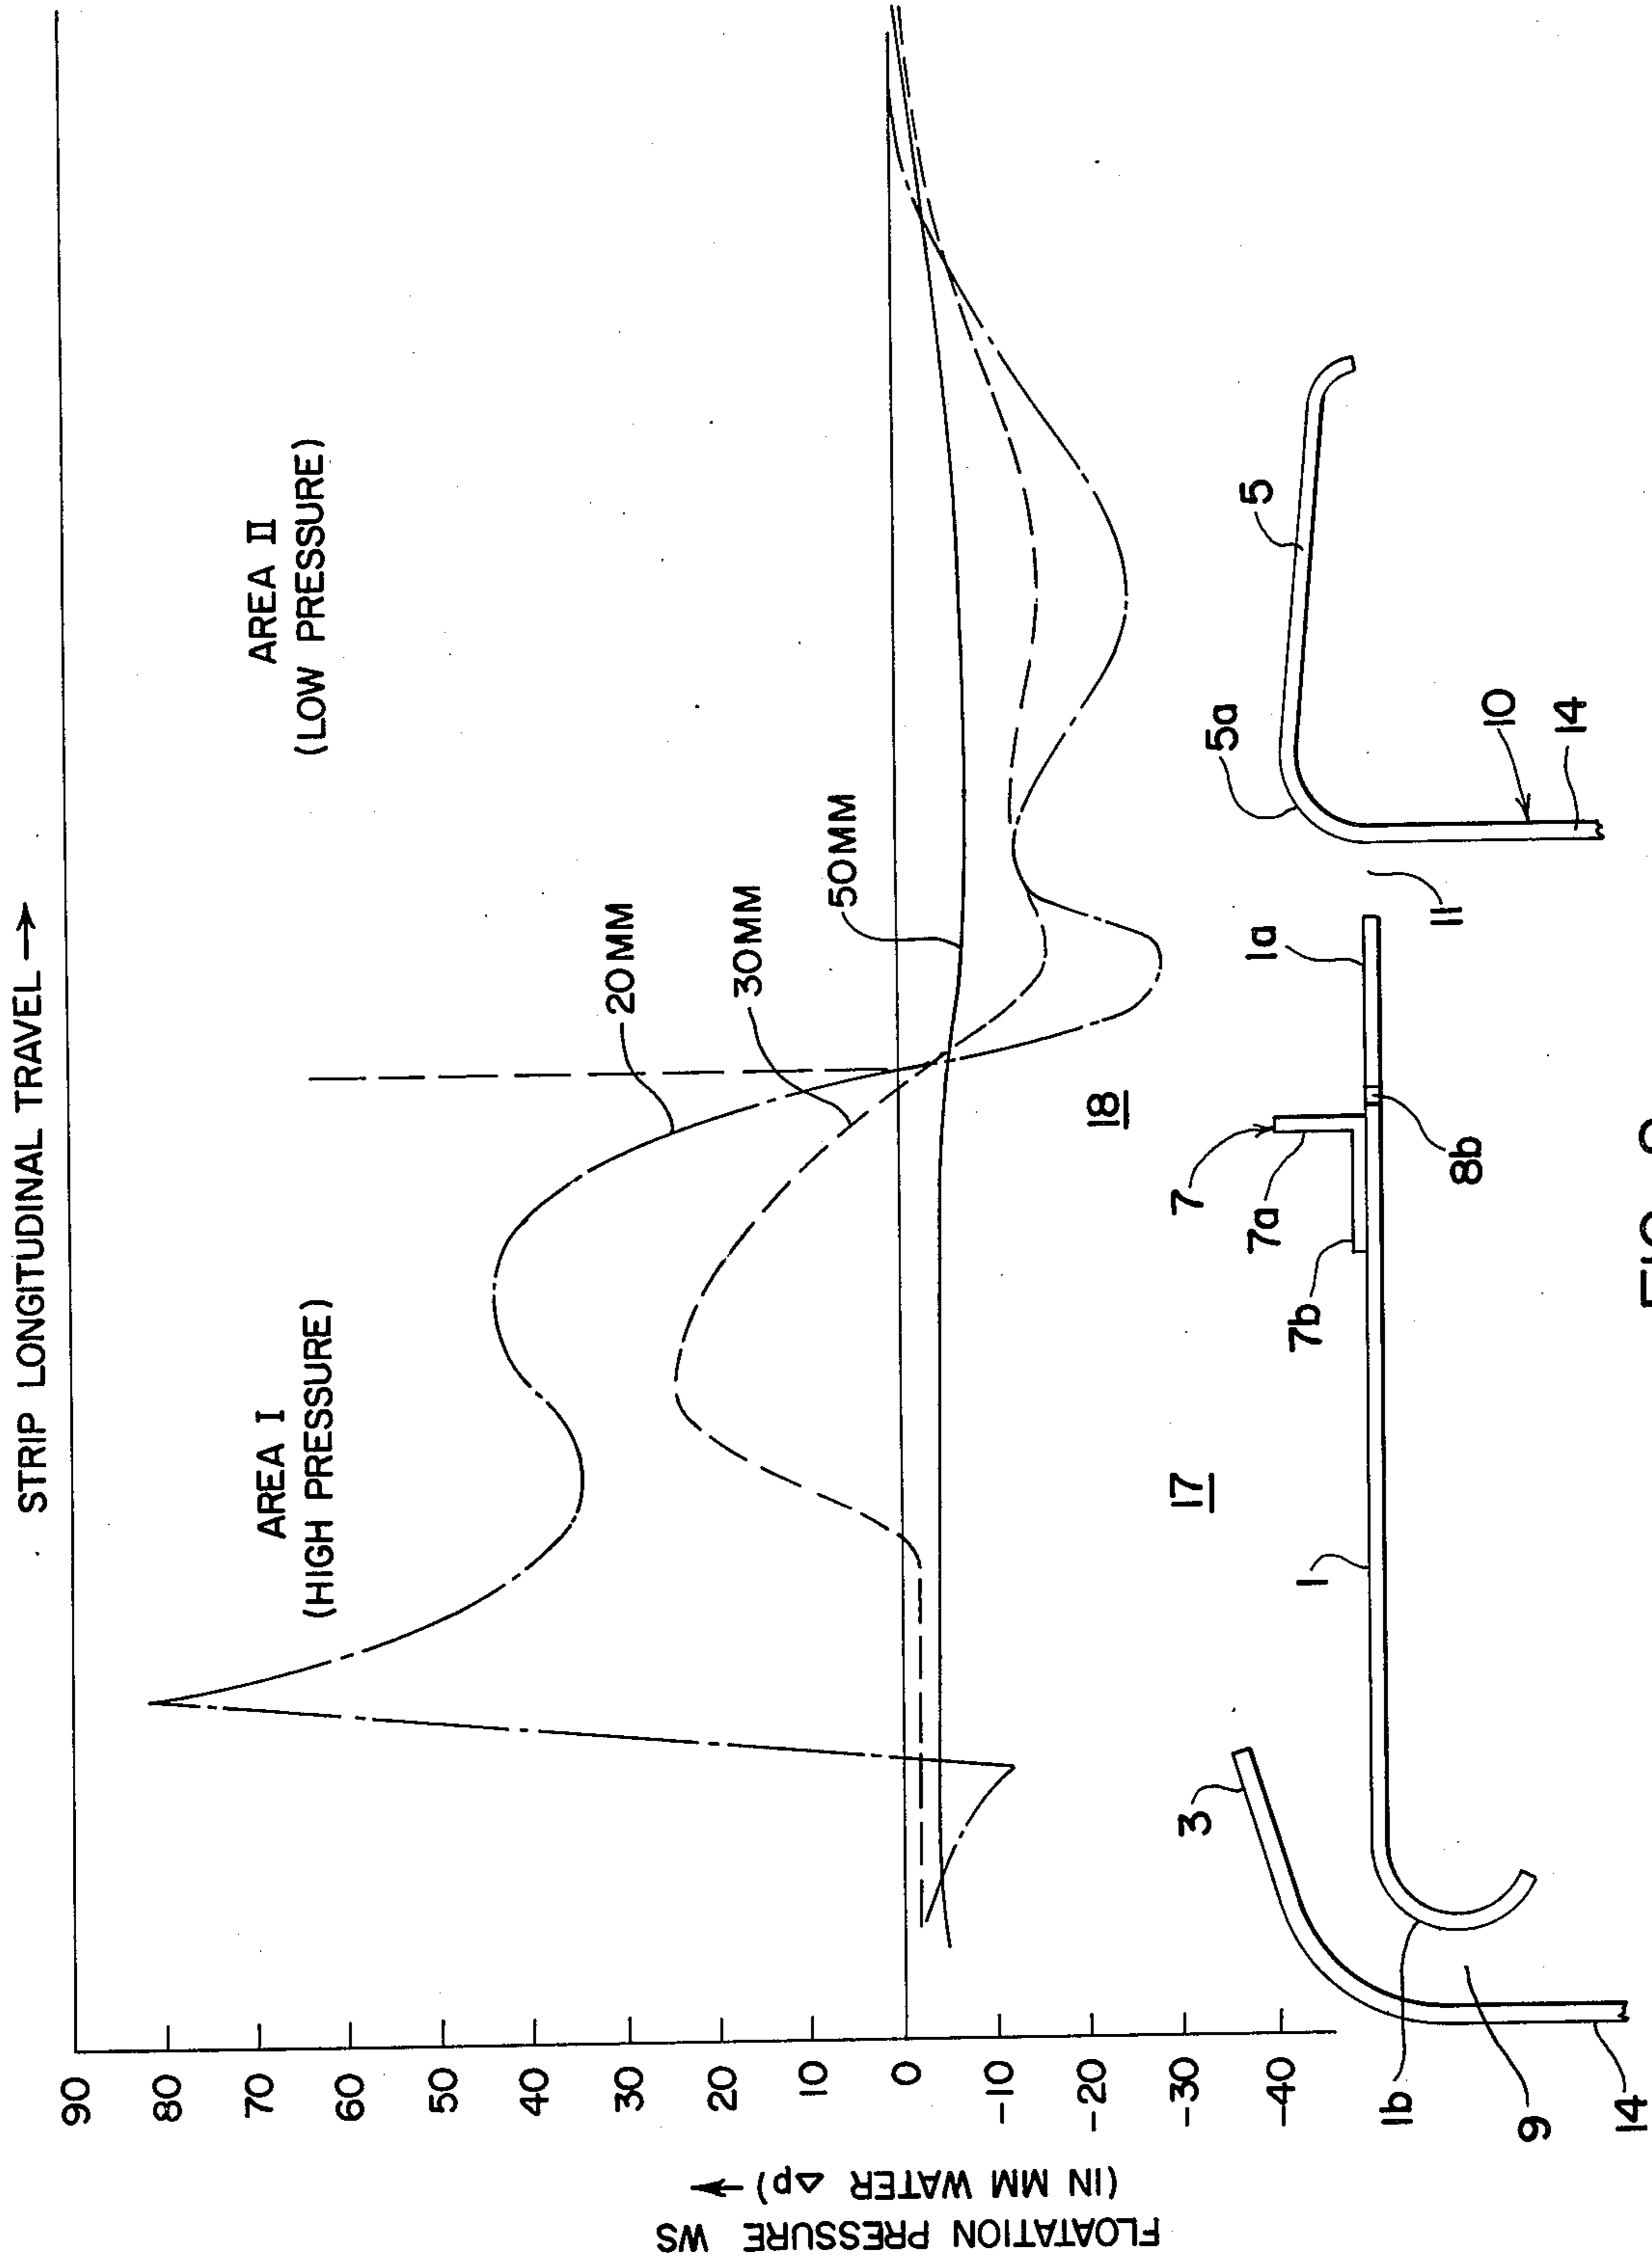 STRIP LONGITUDINAL TRAVEL →
AREA I
(HIGH PRESSURE)
AREA II
(LOW PRESSURE)
20MM
30MM
50MM
90
80
70
60
50
40
30
20
10
0
-10
-20
-30
-40
FLOATATION PRESSURE WS
(IN MM WATER Δp) →
17
18
3
1
7
7a
7b
8b
1a
11
5a
5
10
14
1b
9
14